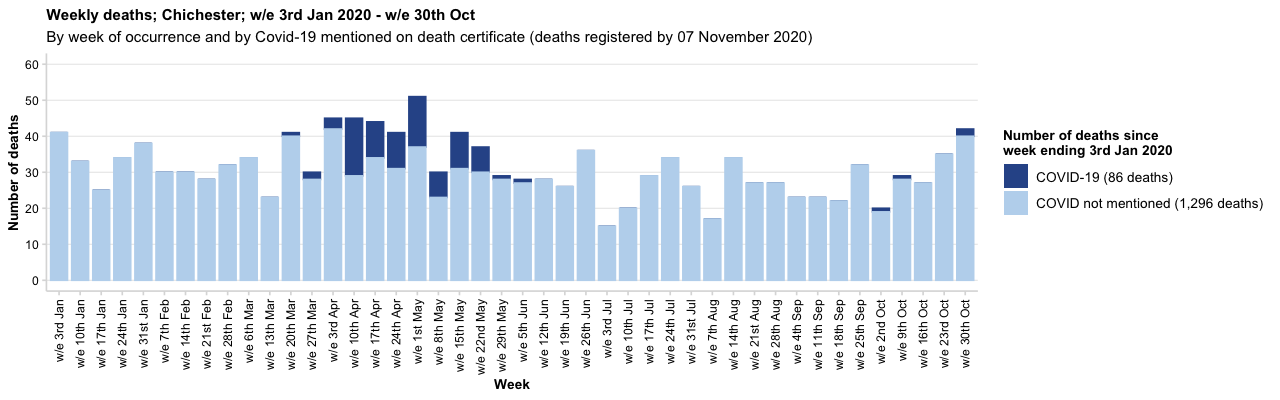 Weekly deaths; Chichester; w/e 3rd Jan 2020 - w/e 30th Oct
By week of occurrence and by Covid-19 mentioned on death certificate (deaths registered by 07 November 2020)
Number of deaths
60
50
40
30
20
10
0
w/e 3rd Jan
w/e 10th Jan
w/e 17th Jan
w/e 24th Jan
w/e 31st Jan
w/e 7th Feb
w/e 14th Feb
w/e 21st Feb
w/e 28th Feb
w/e 6th Mar
w/e 13th Mar
w/e 20th Mar
w/e 27th Mar
w/e 3rd Apr
w/e 10th Apr
w/e 17th Apr
w/e 24th Apr
w/e 1st May
w/e 8th May
w/e 15th May
w/e 22nd May
w/e 29th May
w/e 5th Jun
w/e 12th Jun
w/e 19th Jun
w/e 26th Jun
w/e 3rd Jul
w/e 10th Jul
w/e 17th Jul
w/e 24th Jul
w/e 31st Jul
w/e 7th Aug
w/e 14th Aug
w/e 21st Aug
w/e 28th Aug
w/e 4th Sep
w/e 11th Sep
w/e 18th Sep
w/e 25th Sep
w/e 2nd Oct
w/e 9th Oct
w/e 16th Oct
w/e 23rd Oct
w/e 30th Oct
Week
Number of deaths since
week ending 3rd Jan 2020
COVID-19 (86 deaths)
COVID not mentioned (1,296 deaths)